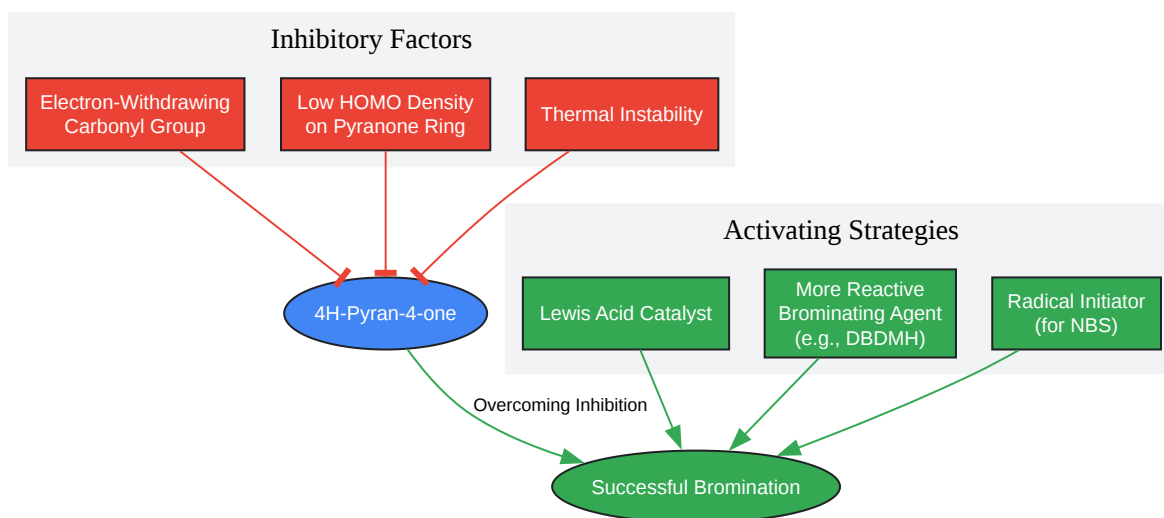 Inhibitory Factors
Electron-Withdrawing
Carbonyl Group
Low HOMO Density
on Pyranone Ring
Thermal Instability
Activating Strategies
4H-Pyran-4-one
Lewis Acid Catalyst
More Reactive
Brominating Agent
(e.g., DBDMH)
Radical Initiator
(for NBS)
Overcoming Inhibition
Successful Bromination